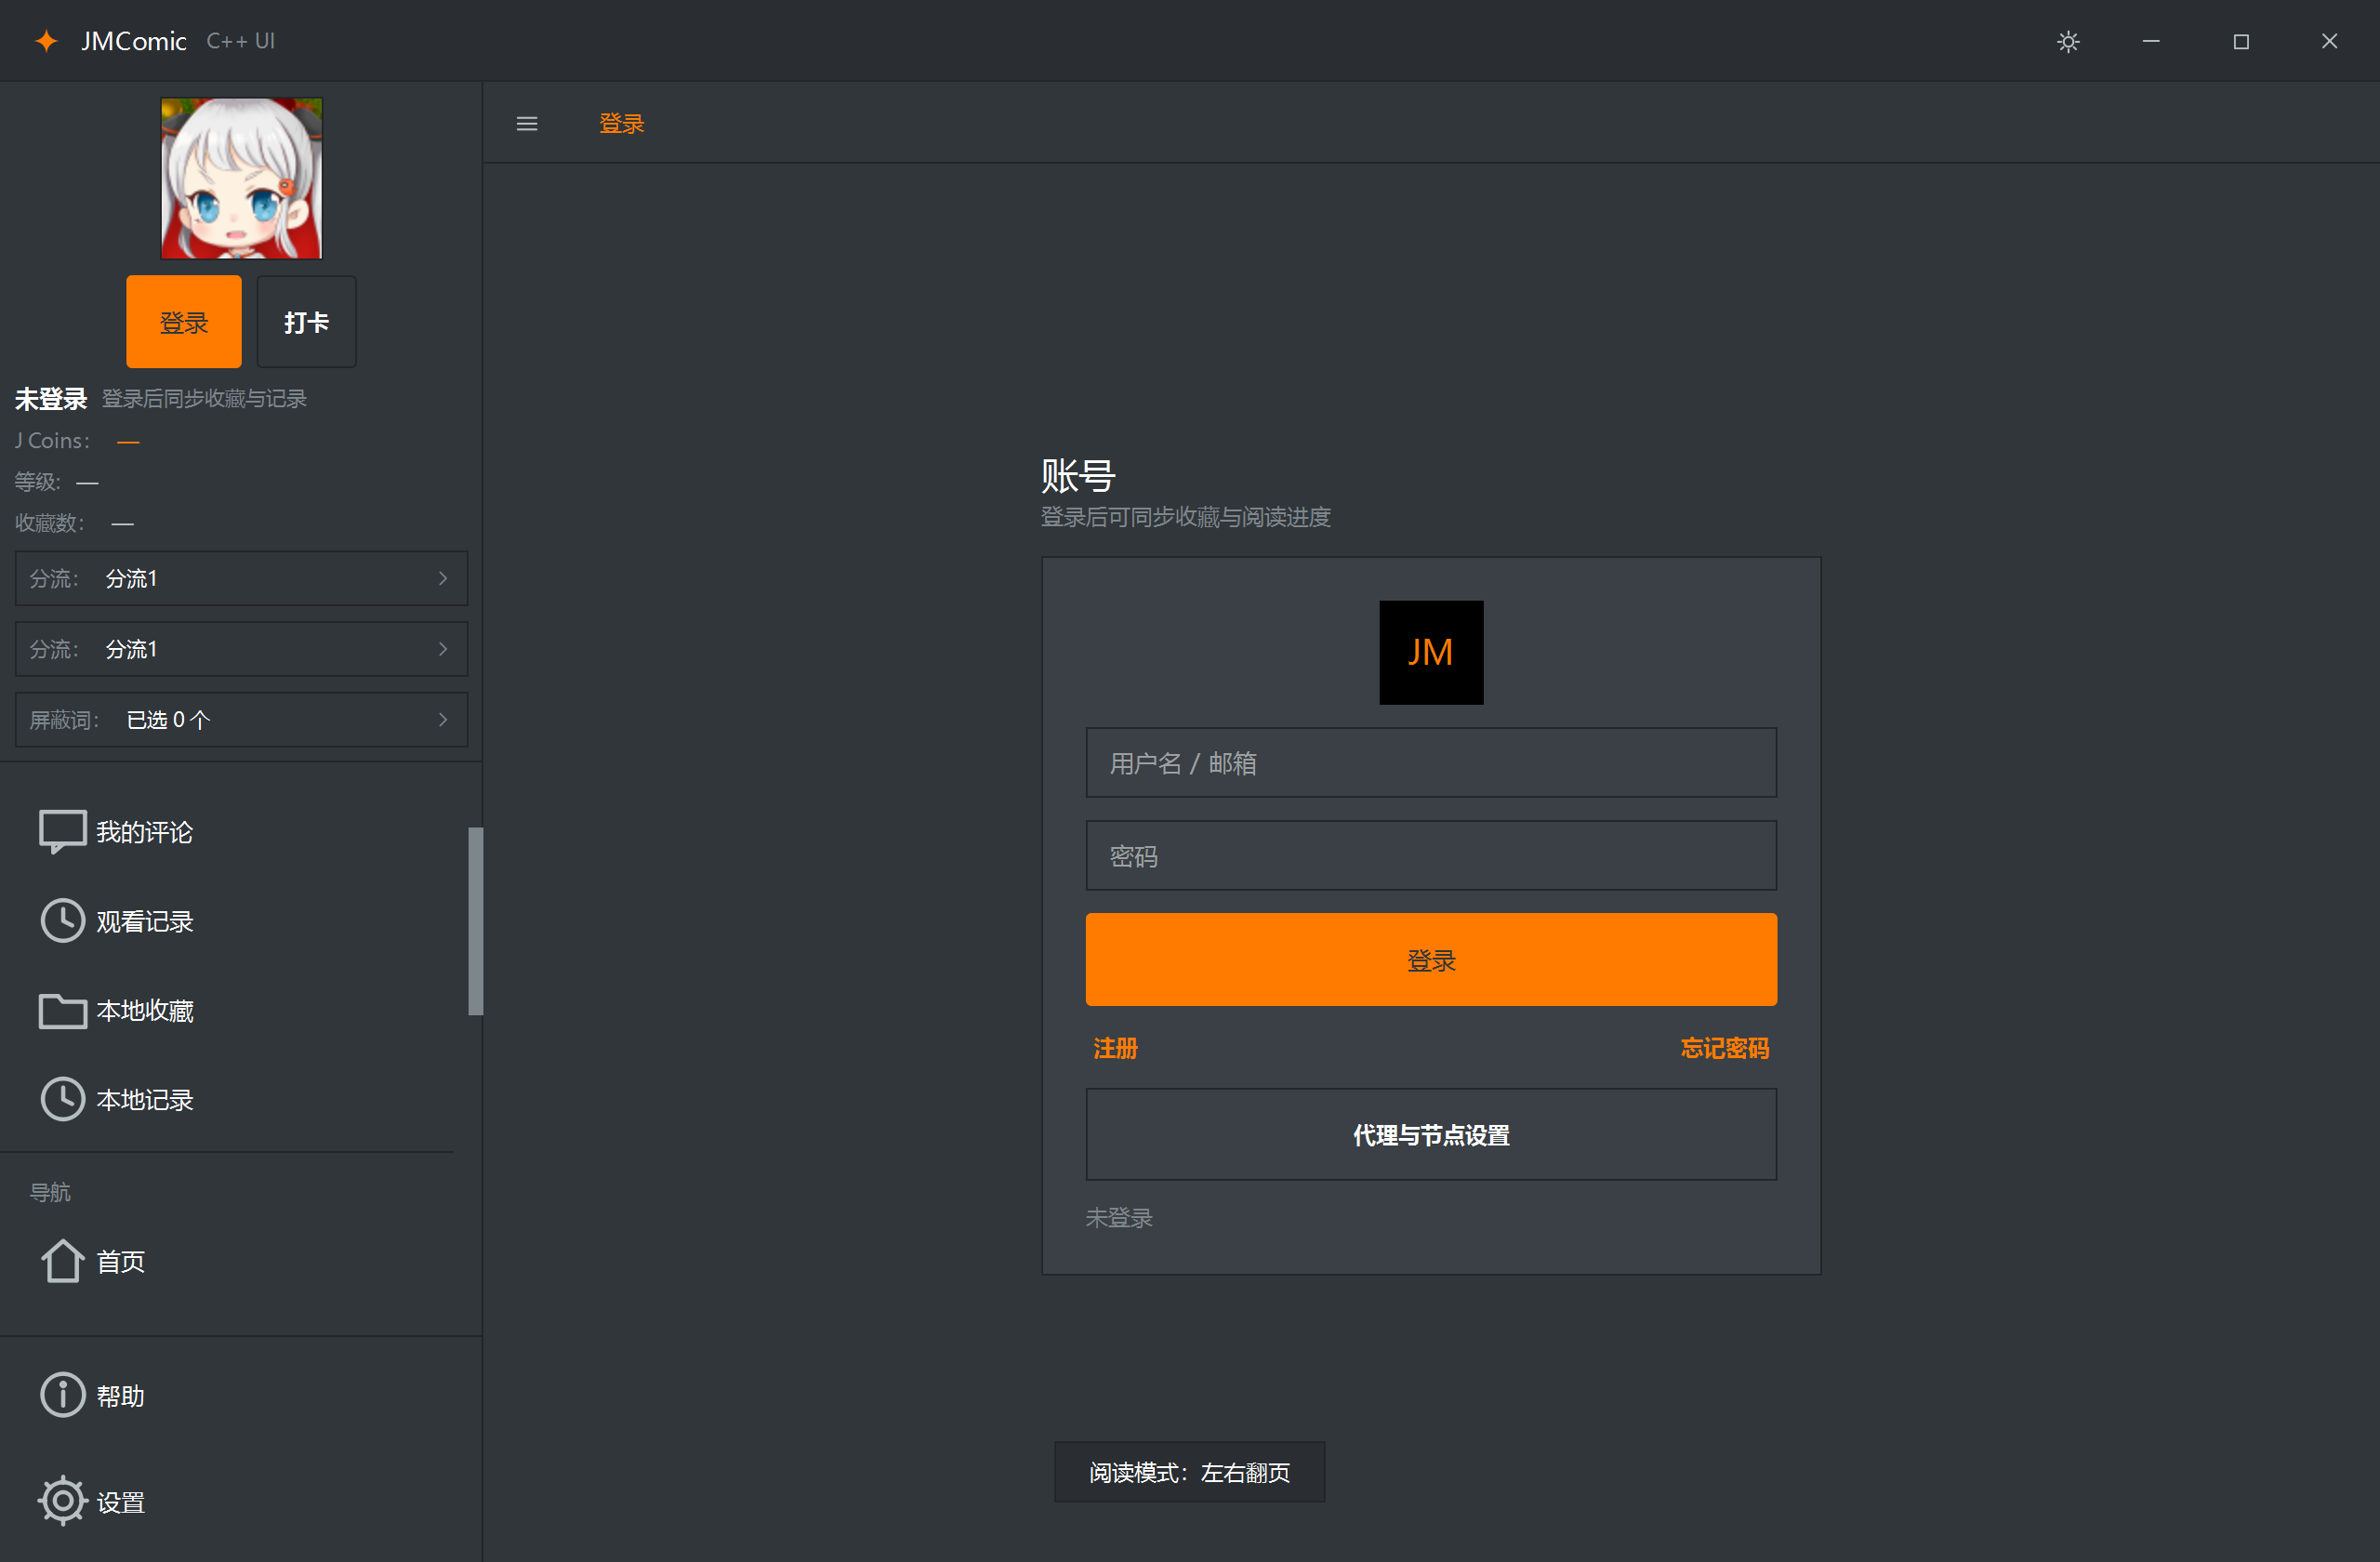 JMComic C++ UI
登录
登录 打卡
未登录 登录后同步收藏与记录
J Coins: —
等级: —
收藏数: —
分流: 分流1
分流: 分流1
屏蔽词: 已选 0 个
我的评论
观看记录
本地收藏
本地记录
导航
首页
帮助
设置
账号
登录后可同步收藏与阅读进度
JM
用户名 / 邮箱
密码
登录
注册 忘记密码
代理与节点设置
未登录
阅读模式：左右翻页